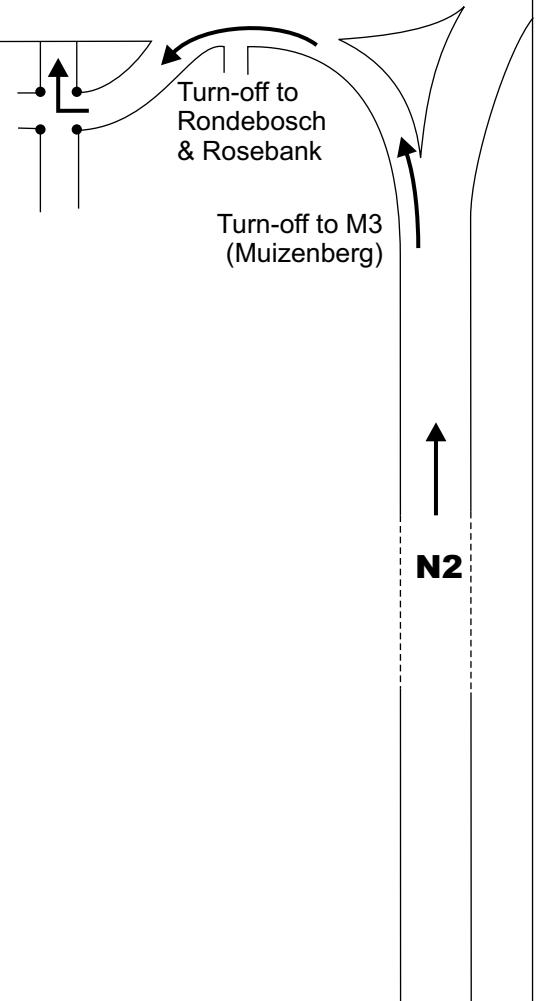 Turn-off to
Rondebosch
& Rosebank
Turn-off to M3
(Muizenberg)
N2